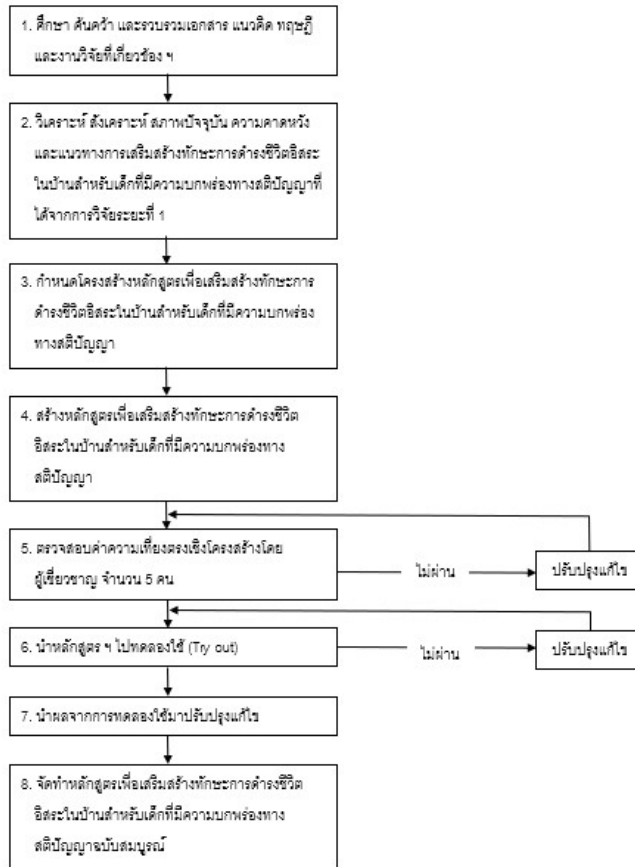 1. ศึกษา ค้นคว้า และรวบรวมเอกสาร แนวคิด ทฤษฎี
และงานวิจัยที่เกี่ยวข้อง ฯ
2. วิเคราะห์ สังเคราะห์ สภาพปัจจุบัน ความคาดหวัง
และแนวทางการเสริมสร้างทักษะการดำรงชีวิตอิสระ
ในบ้านสำหรับเด็กที่มีความบกพร่องทางสติปัญญาที่
ได้จากการวิจัยระยะที่ 1
3. กำหนดโครงสร้างหลักสูตรเพื่อเสริมสร้างทักษะการ
ดำรงชีวิตอิสระในบ้านสำหรับเด็กที่มีความบกพร่อง
ทางสติปัญญา
4. สร้างหลักสูตรเพื่อเสริมสร้างทักษะการดำรงชีวิต
อิสระในบ้านสำหรับเด็กที่มีความบกพร่องทาง
สติปัญญา
5. ตรวจสอบค่าความเที่ยงตรงเชิงโครงสร้างโดย
ผู้เชี่ยวชาญ จำนวน 5 คน
ไม่ผ่าน
ปรับปรุงแก้ไข
6. นำหลักสูตร ฯ ไปทดลองใช้ (Try out)
ไม่ผ่าน
ปรับปรุงแก้ไข
7. นำผลจากการทดลองใช้มาปรับปรุงแก้ไข
8. จัดทำหลักสูตรเพื่อเสริมสร้างทักษะการดำรงชีวิต
อิสระในบ้านสำหรับเด็กที่มีความบกพร่องทาง
สติปัญญาฉบับสมบูรณ์